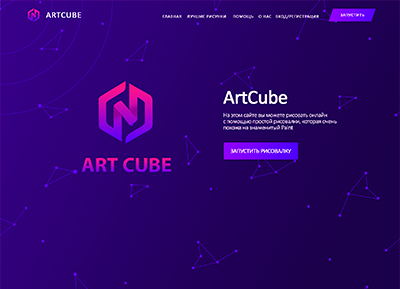 ARTCUBE
ГЛАВНАЯ ЛУЧШИЕ РИСУНКИ ПОМОЩЬ О НАС ВХОД/РЕГИСТРАЦИЯ ЗАПУСТИТЬ
ART CUBE
ArtCube
На этом сайте вы можете рисовать онлайн
с помощью простой рисовалки, которая очень
похожа на знаменитый Paint
ЗАПУСТИТЬ РИСОВАЛКУ